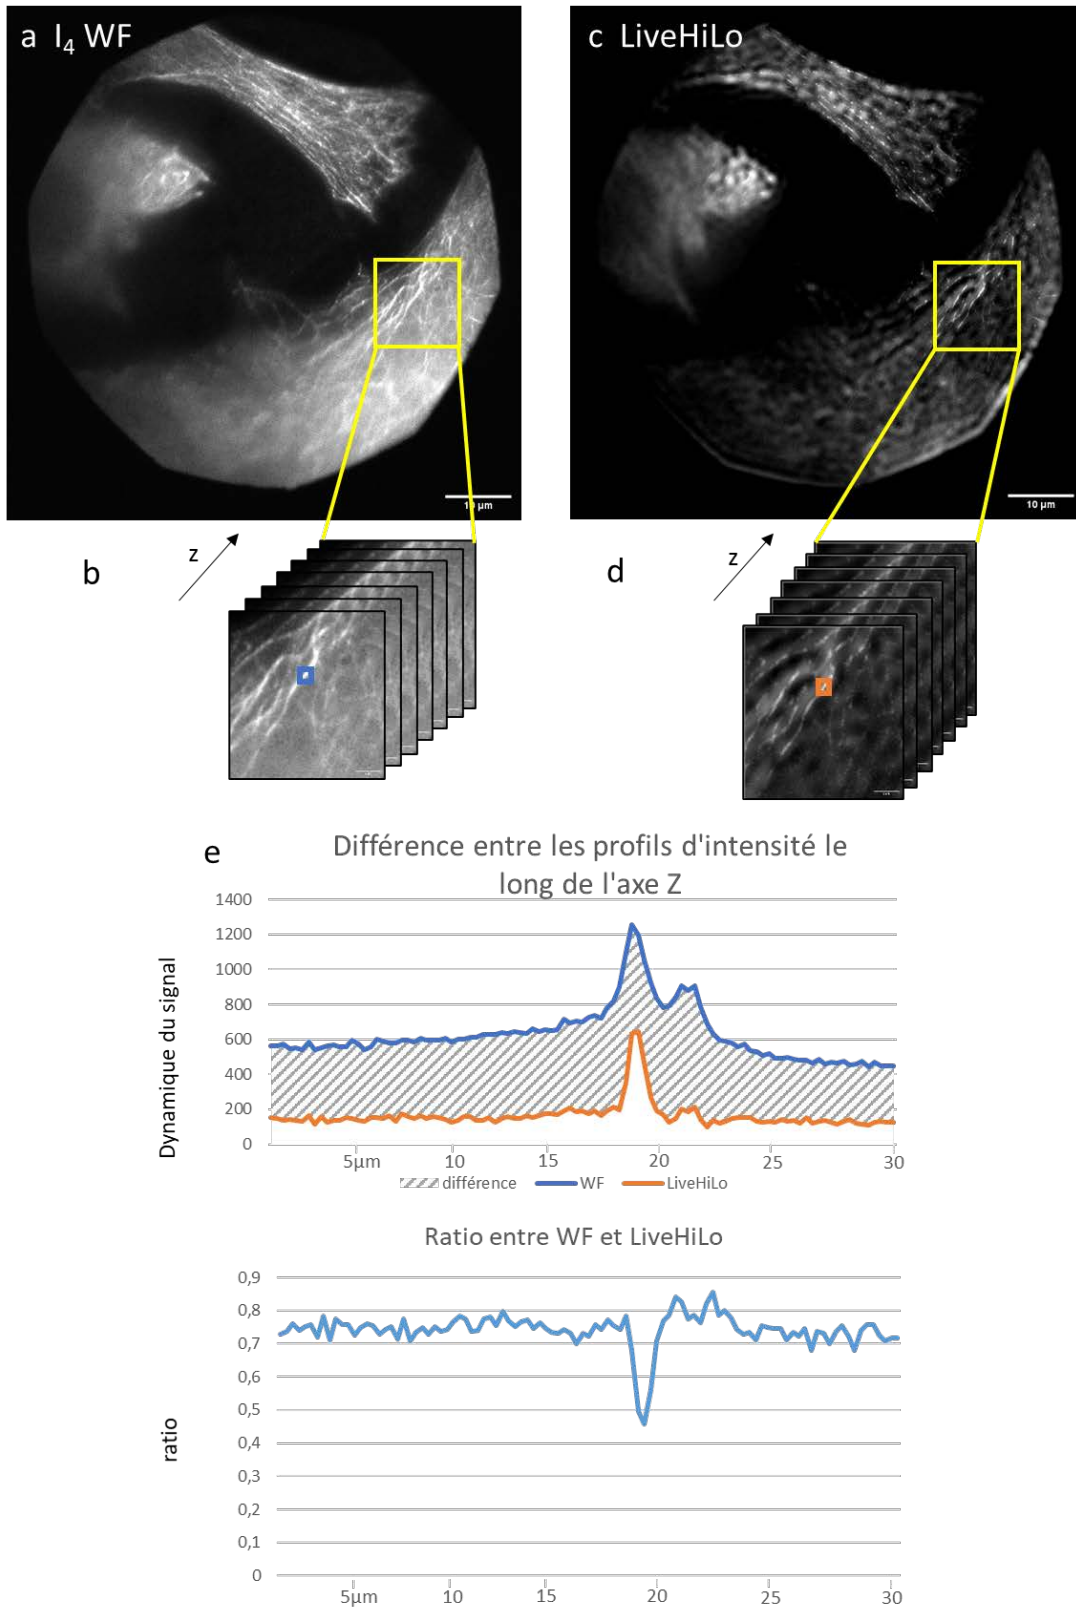 a I₄ WF
c LiveHiLo
10 µm
10 µm
z
z
b
d
e
Différence entre les profils d'intensité le
long de l'axe Z
Dynamique du signal
1400
1200
1000
800
600
400
200
0
5µm 10 15 20 25 30
différence WF LiveHiLo
Ratio entre WF et LiveHiLo
ratio
0,9
0,8
0,7
0,6
0,5
0,4
0,3
0,2
0,1
0
5µm 10 15 20 25 30